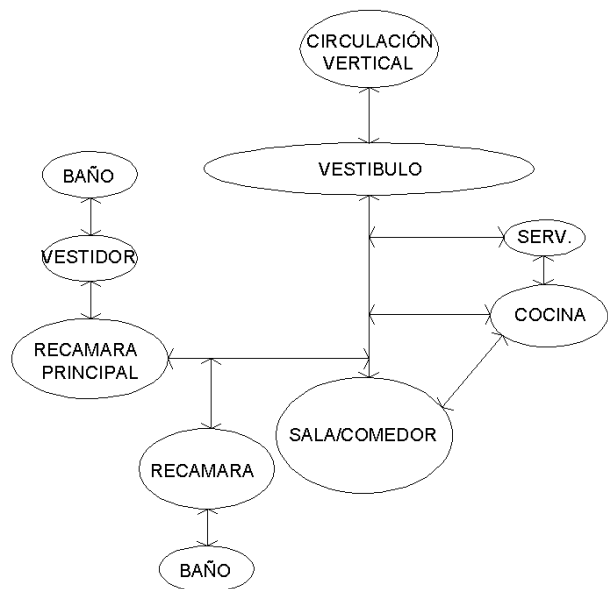 CIRCULACIÓN
VERTICAL
VESTIBULO
BAÑO
SERV.
VESTIDOR
COCINA
RECAMARA
PRINCIPAL
SALA/COMEDOR
RECAMARA
BAÑO